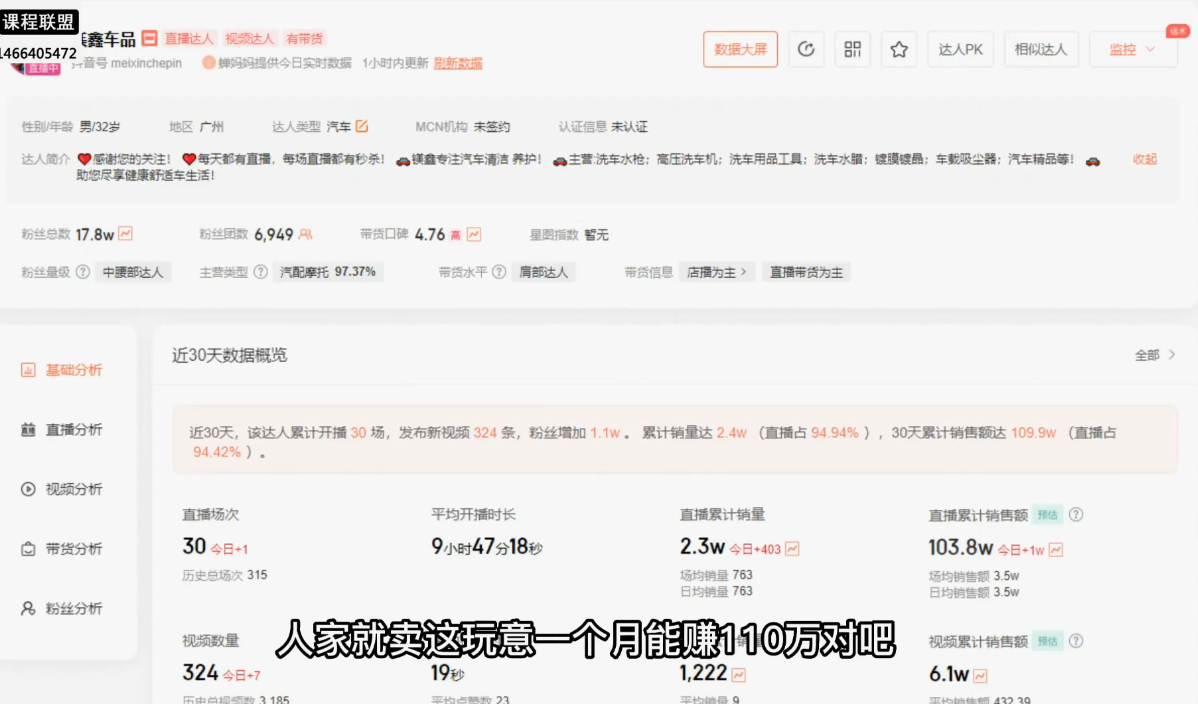 课程联盟
1466405472
鑫车品 直播达人 视频达人 有带货
直播中 抖音号 meixinchepin 蝉妈妈提供今日实时数据 1小时内更新 刷新数据
数据大屏 达人PK 相似达人 监控
性别/年龄 男/32岁 地区 广州 达人类型 汽车 MCN机构 未签约 认证信息 未认证
达人简介 ❤️感谢您的关注! ❤️每天都有直播,每场直播都有秒杀! 🚗镁鑫专注汽车清洁 养护! 🚗主营:洗车水枪;高压洗车机;洗车用品工具;洗车水腊;镀膜镀晶;车载吸尘器;汽车精品等! 🚗 收起
助您尽享健康舒适车生活!
粉丝总数 17.8w 粉丝团数 6,949 带货口碑 4.76 高 星图指数 暂无
粉丝量级 ? 中腰部达人 主营类型 ? 汽配摩托 97.37% 带货水平 ? 肩部达人 带货信息 店播为主 > 直播带货为主
基础分析
直播分析
视频分析
带货分析
粉丝分析
近30天数据概览 全部 >
近30天,该达人累计开播 30 场,发布新视频 324 条,粉丝增加 1.1w 。 累计销量达 2.4w (直播占 94.94% ) ,30天累计销售额达 109.9w (直播占
94.42% ) 。
直播场次 平均开播时长 直播累计销量 直播累计销售额 预估 ?
30 今日+1 9小时47分18秒 2.3w 今日+403 103.8w 今日+1w
历史总场次 315 场均销量 763 场均销售额 3.5w
日均销量 763 日均销售额 3.5w
视频数量 视频累计销售额 预估 ?
人家就卖这玩意一个月能赚110万对吧
324 今日+7 19秒 1,222 6.1w
历史总视频数 3,185 平均点赞数 23 平均销量 9 平均销售额 432.39